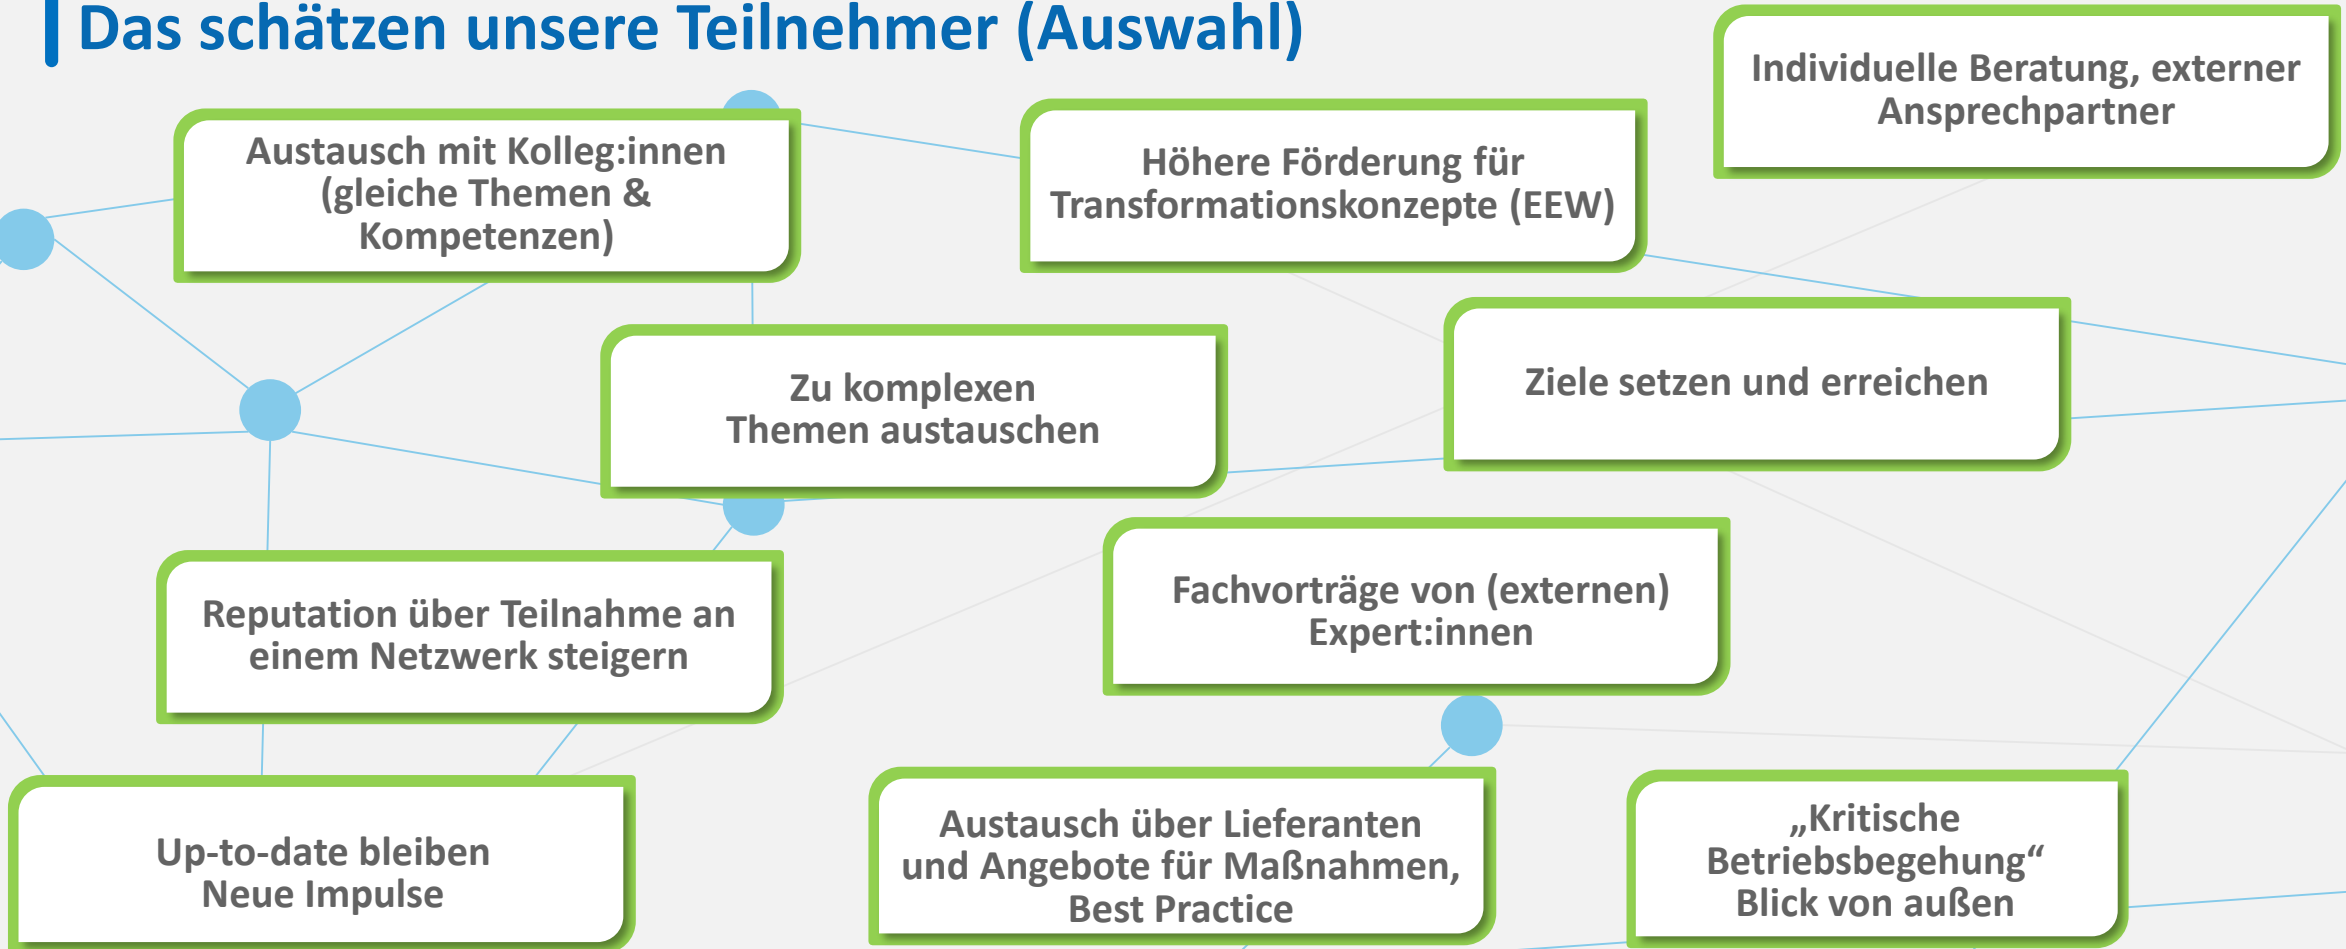 Das schätzen unsere Teilnehmer (Auswahl)
Individuelle Beratung, externer
Ansprechpartner
Austausch mit Kolleg:innen
(gleiche Themen &
Kompetenzen)
Höhere Förderung für
Transformationskonzepte (EEW)
Zu komplexen
Themen austauschen
Ziele setzen und erreichen
Reputation über Teilnahme an
einem Netzwerk steigern
Fachvorträge von (externen)
Expert:innen
Up-to-date bleiben
Neue Impulse
Austausch über Lieferanten
und Angebote für Maßnahmen,
Best Practice
„Kritische
Betriebsbegehung“
Blick von außen